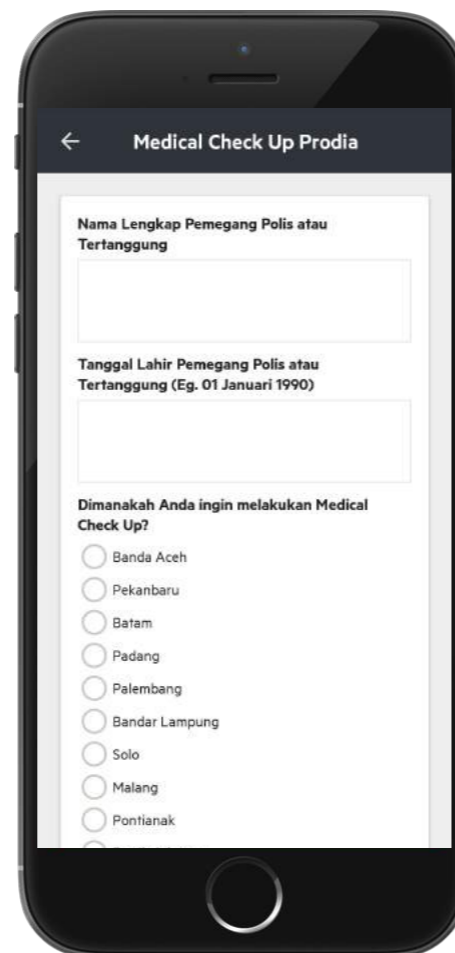 Medical Check Up Prodia
Nama Lengkap Pemegang Polis atau
Tertanggung
Tanggal Lahir Pemegang Polis atau
Tertanggung (Eg. 01 Januari 1990)
Dimanakah Anda ingin melakukan Medical
Check Up?
Banda Aceh
Pekanbaru
Batam
Padang
Palembang
Bandar Lampung
Solo
Malang
Pontianak